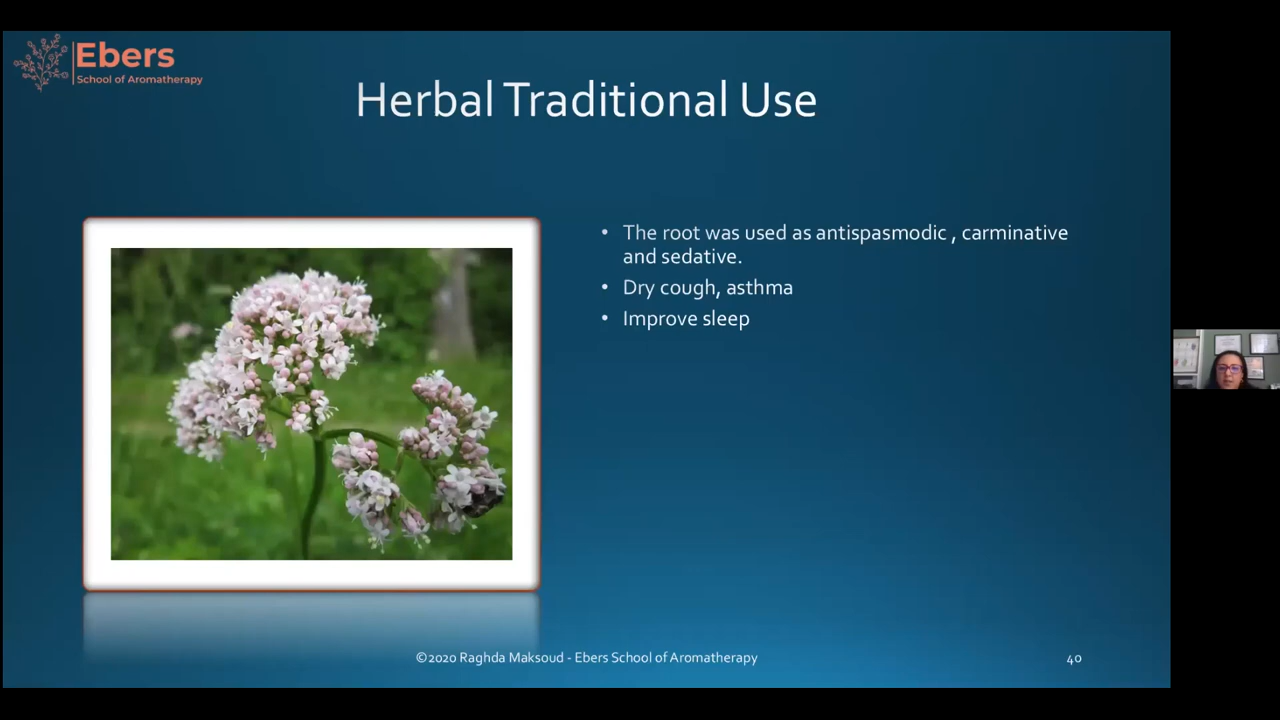 Ebers
School of Aromatherapy
Herbal Traditional Use
• The root was used as antispasmodic , carminative
and sedative.
• Dry cough, asthma
• Improve sleep
©2020 Raghda Maksoud - Ebers School of Aromatherapy
40